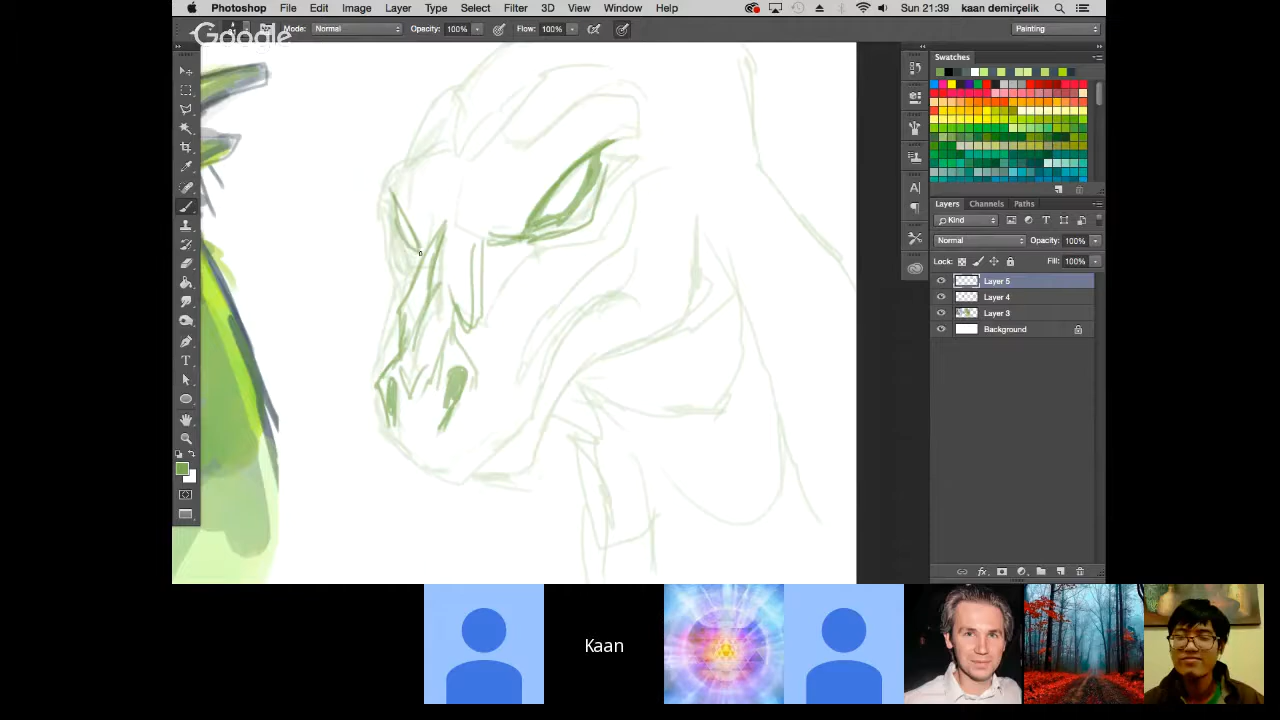 Photoshop File Edit Image Layer Type Select Filter 3D View Window Help Sun 21:39 kaan demirçelik
Google Mode: Normal Opacity: 100% Flow: 100% Painting
Swatches
Layers Channels Paths
Kind
Normal Opacity: 100%
Lock: Fill: 100%
Layer 5
Layer 4
Layer 3
Background
Kaan